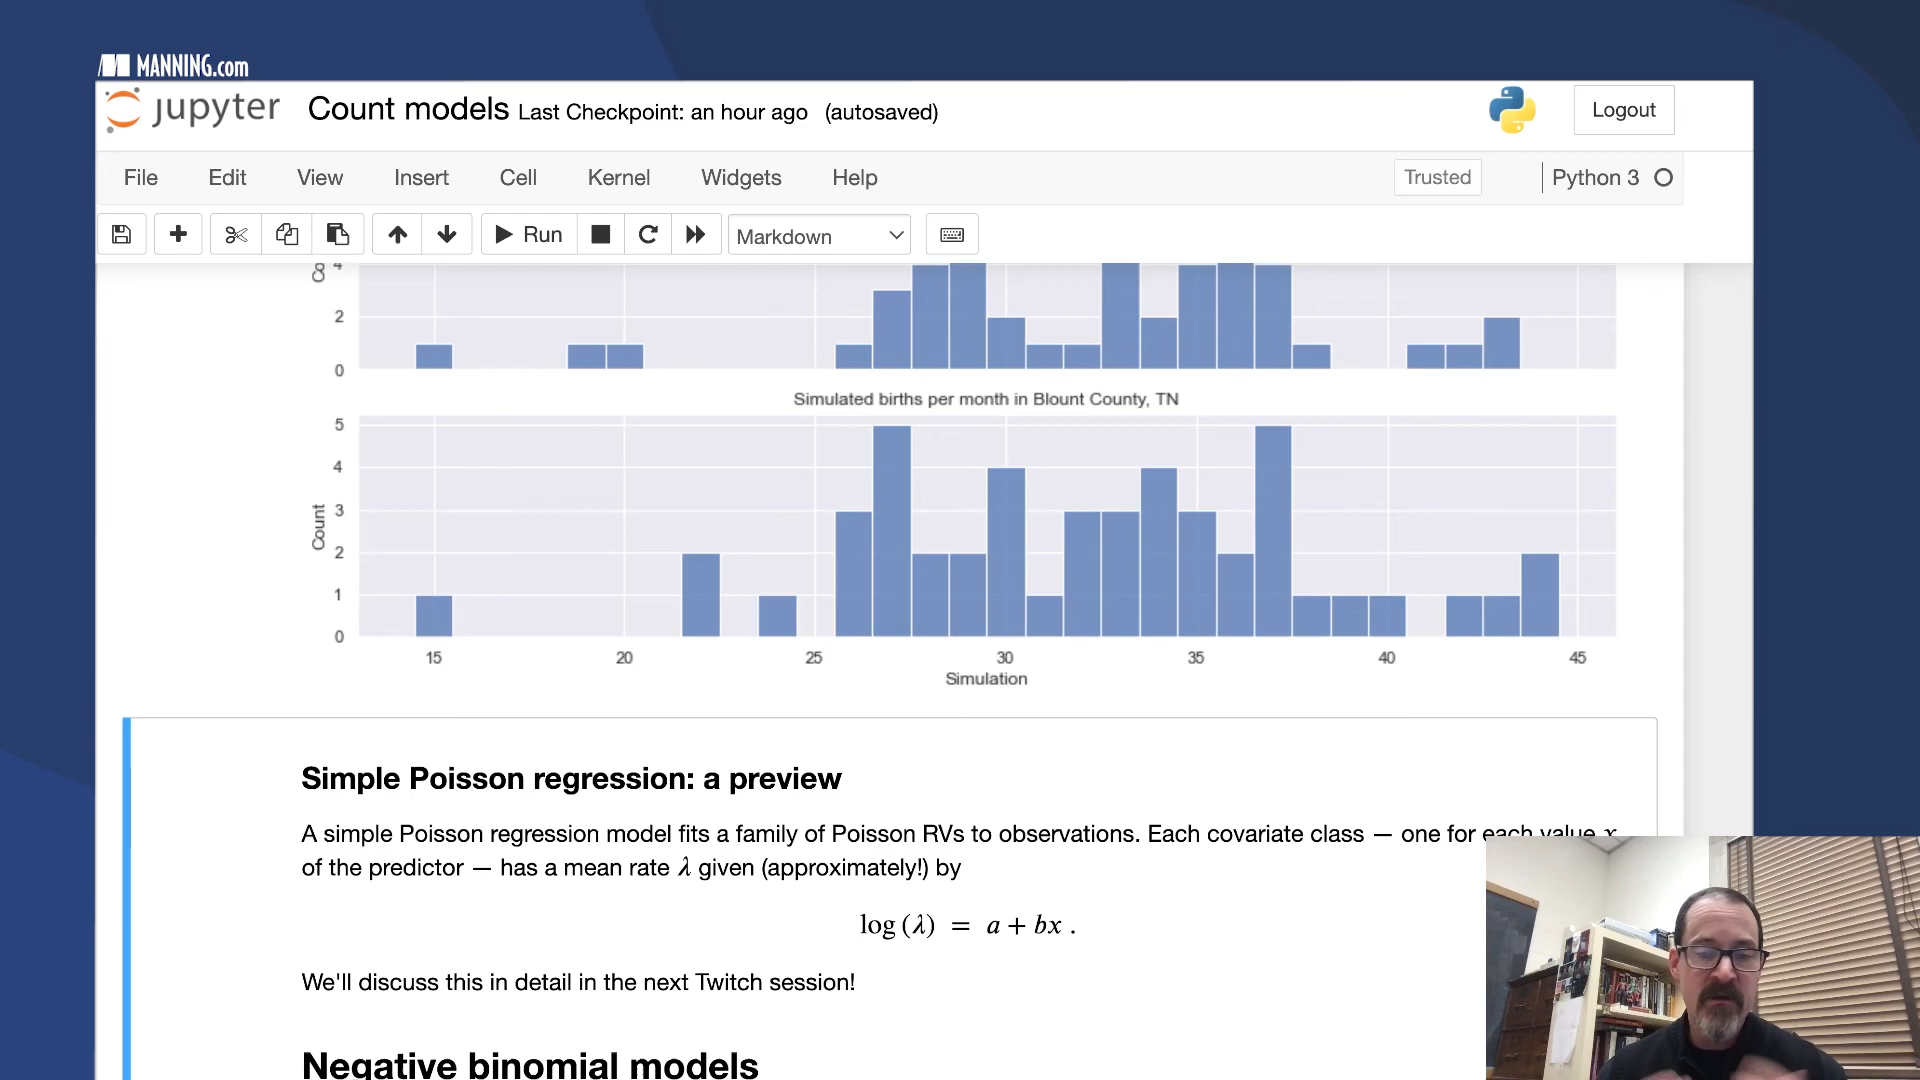 MANNING.com
jupyter Count models Last Checkpoint: an hour ago (autosaved) Logout
File Edit View Insert Cell Kernel Widgets Help Trusted Python 3
Run Markdown
4
2
0
Simulated births per month in Blount County, TN
5
4
3
2
1
0
Count
15 20 25 30 35 40 45
Simulation
Simple Poisson regression: a preview
A simple Poisson regression model fits a family of Poisson RVs to observations. Each covariate class — one for each value x
of the predictor — has a mean rate λ given (approximately!) by
log (λ) = a + bx .
We'll discuss this in detail in the next Twitch session!
Negative binomial models